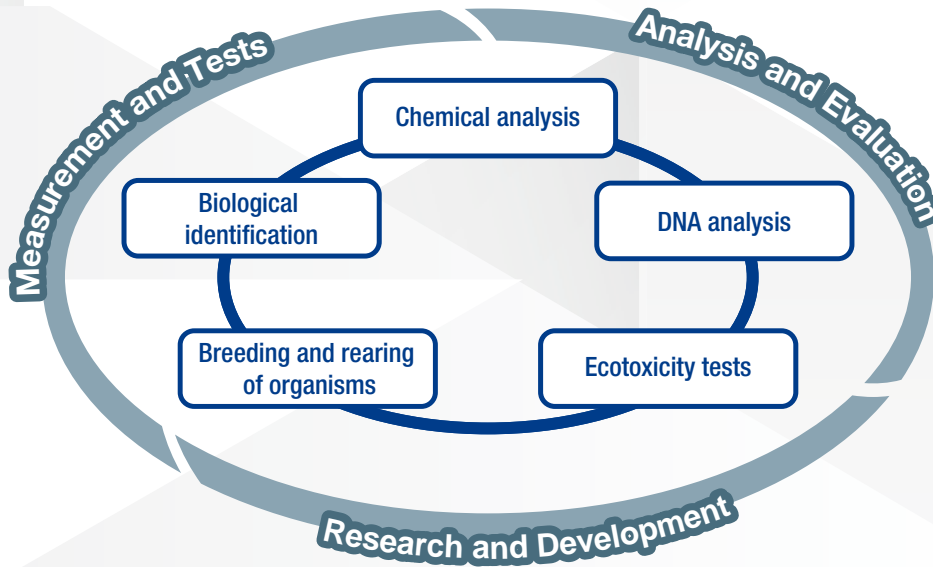 Measurement and Tests
Analysis and Evaluation
Chemical analysis
Biological
identification
DNA analysis
Breeding and rearing
of organisms
Ecotoxicity tests
Research and Development